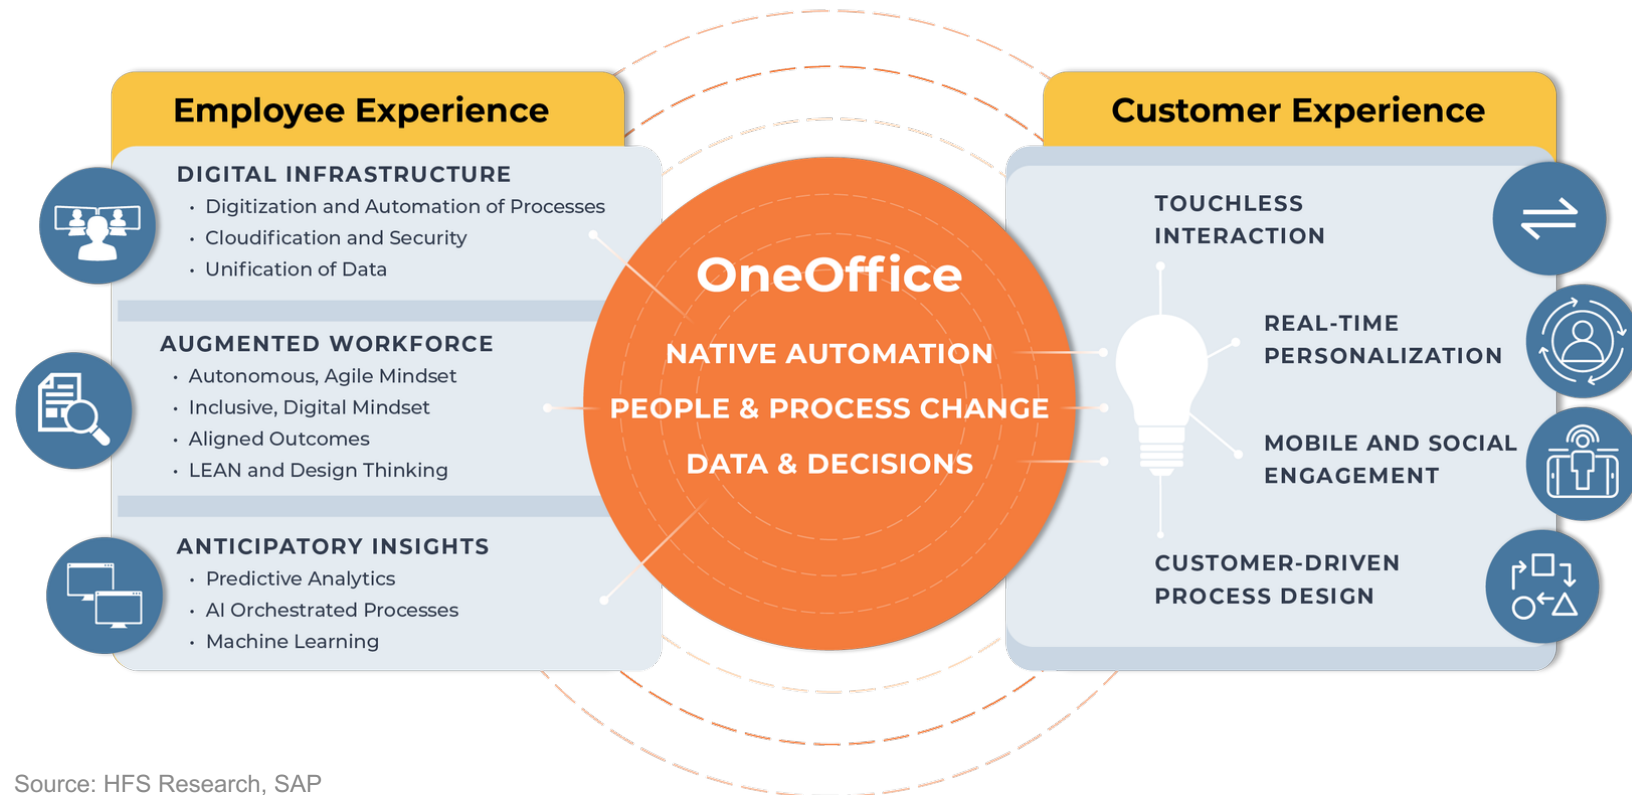 Employee Experience
DIGITAL INFRASTRUCTURE
• Digitization and Automation of Processes
• Cloudification and Security
• Unification of Data
AUGMENTED WORKFORCE
• Autonomous, Agile Mindset
• Inclusive, Digital Mindset
• Aligned Outcomes
• LEAN and Design Thinking
ANTICIPATORY INSIGHTS
• Predictive Analytics
• AI Orchestrated Processes
• Machine Learning
OneOffice
NATIVE AUTOMATION
PEOPLE & PROCESS CHANGE
DATA & DECISIONS
Customer Experience
TOUCHLESS
INTERACTION
REAL-TIME
PERSONALIZATION
MOBILE AND SOCIAL
ENGAGEMENT
CUSTOMER-DRIVEN
PROCESS DESIGN
Source: HFS Research, SAP